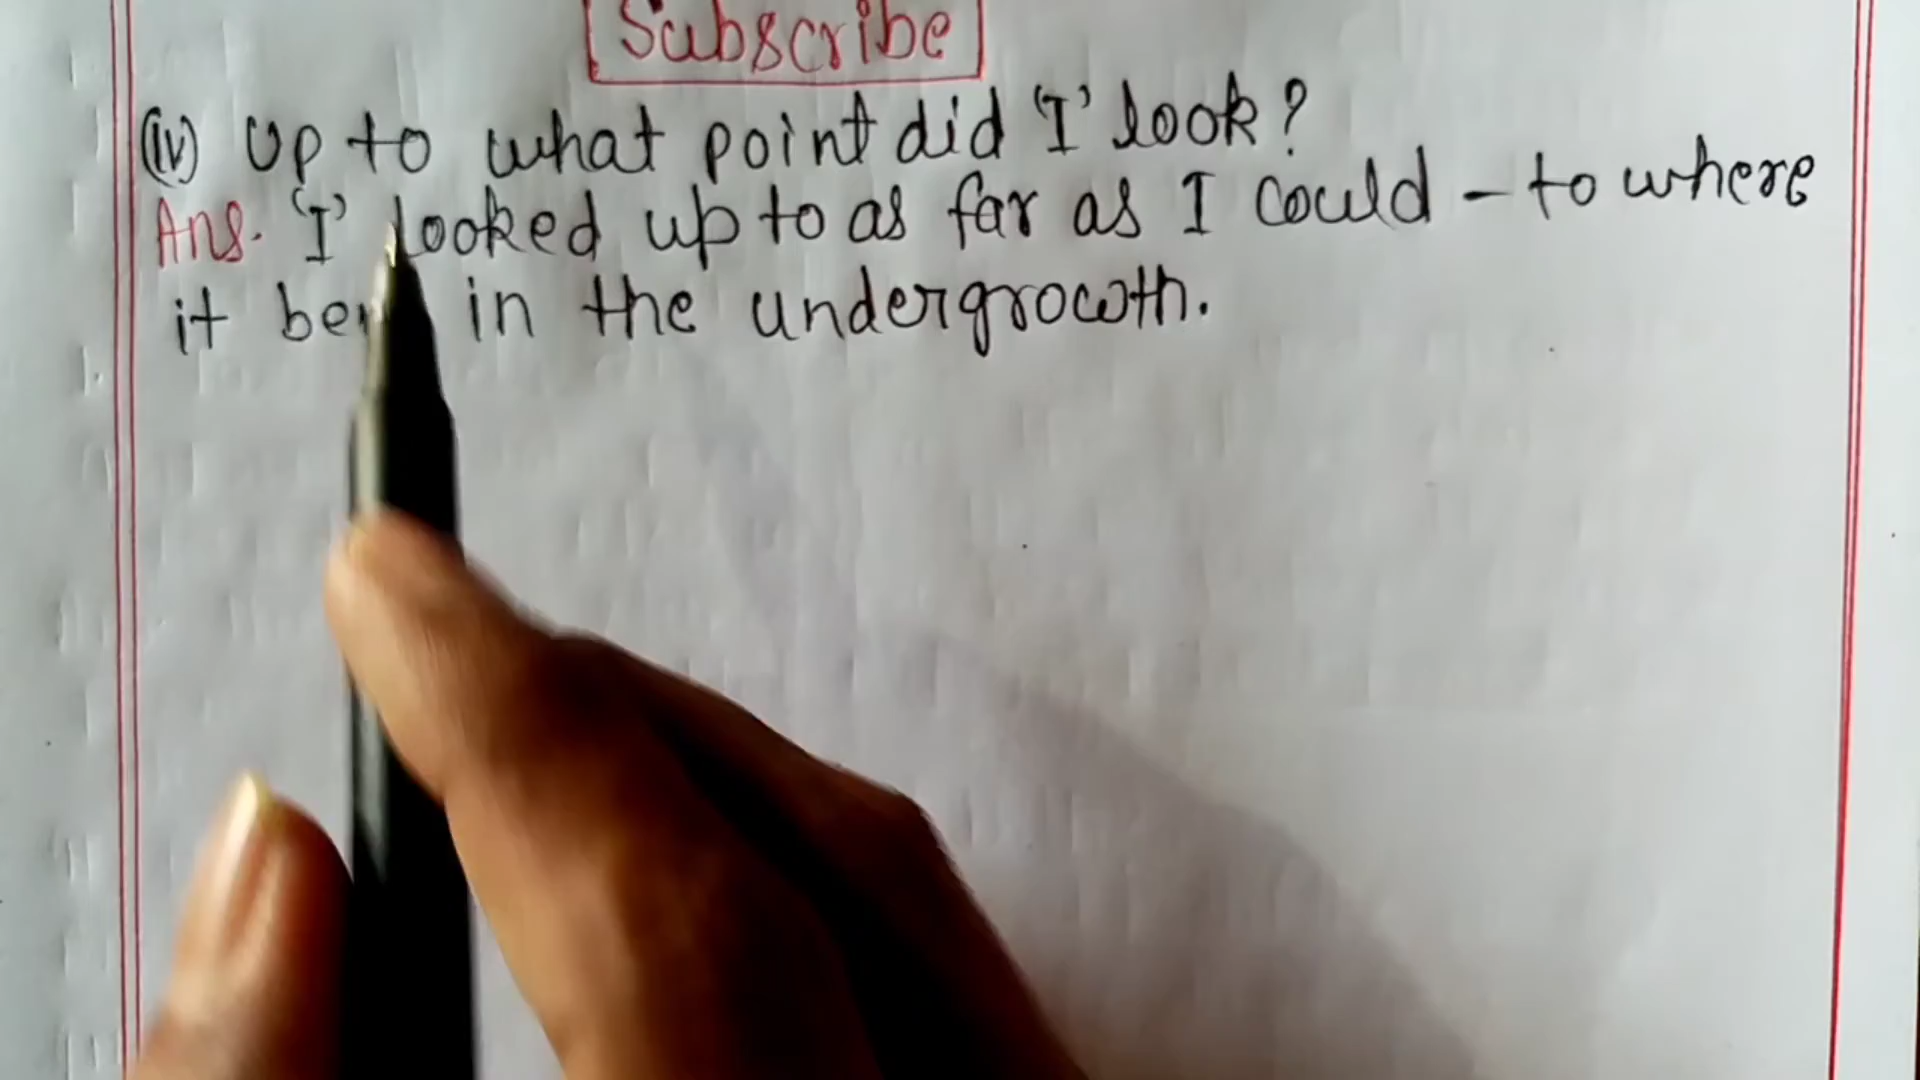 Subscribe
(iv) Up to what point did 'I' look?
Ans. 'I' looked up to as far as I could – to where
it in the undergrowth.